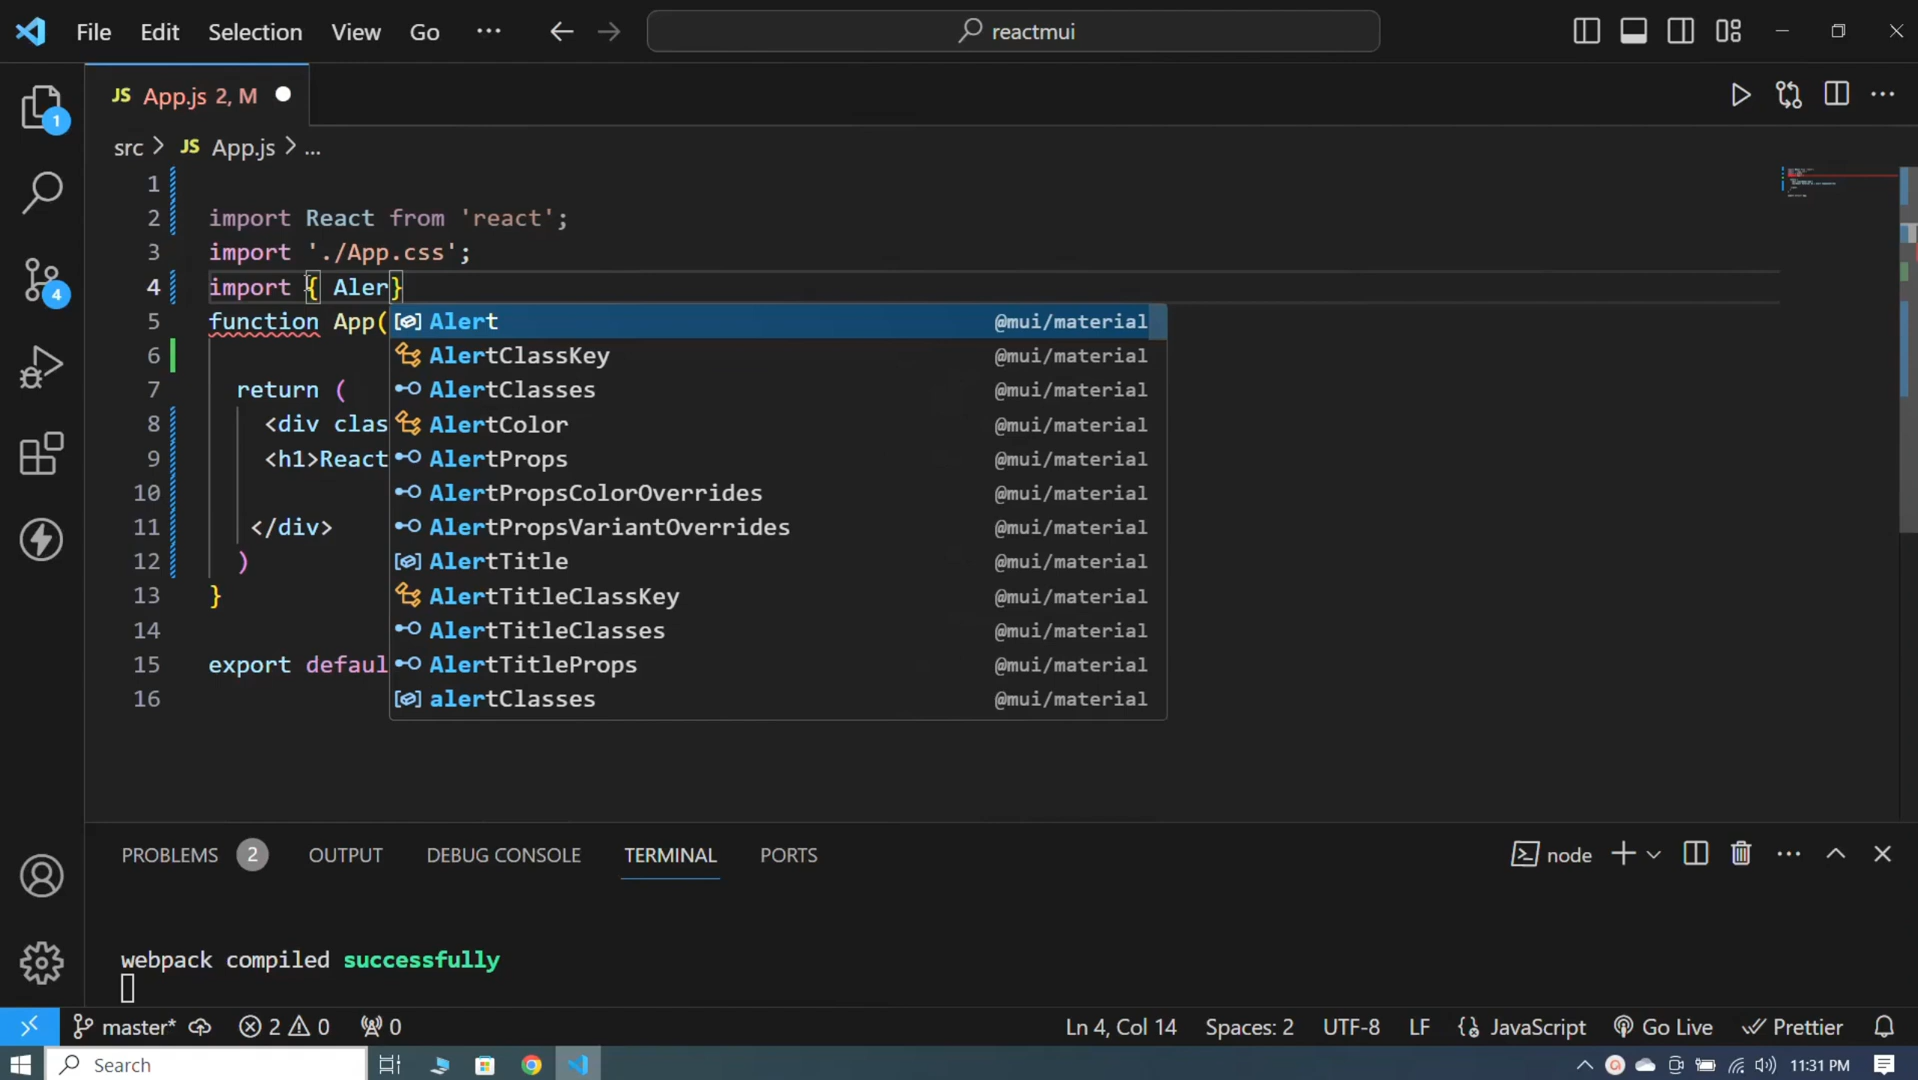 File Edit Selection View Go ... reactmui
JS App.js 2, M
src > JS App.js > ...
1
2 import React from 'react';
3 import './App.css';
4 import { Aler}
5 function App(
6
7 return (
8 <div clas
9 <h1>React
10
11 </div>
12 )
13 }
14
15 export defaul
16
Alert @mui/material
AlertClassKey @mui/material
AlertClasses @mui/material
AlertColor @mui/material
AlertProps @mui/material
AlertPropsColorOverrides @mui/material
AlertPropsVariantOverrides @mui/material
AlertTitle @mui/material
AlertTitleClassKey @mui/material
AlertTitleClasses @mui/material
AlertTitleProps @mui/material
alertClasses @mui/material
1
4
PROBLEMS 2 OUTPUT DEBUG CONSOLE TERMINAL PORTS node
webpack compiled successfully
master* 2 0 0 Ln 4, Col 14 Spaces: 2 UTF-8 LF {} JavaScript Go Live Prettier
Search 11:31 PM